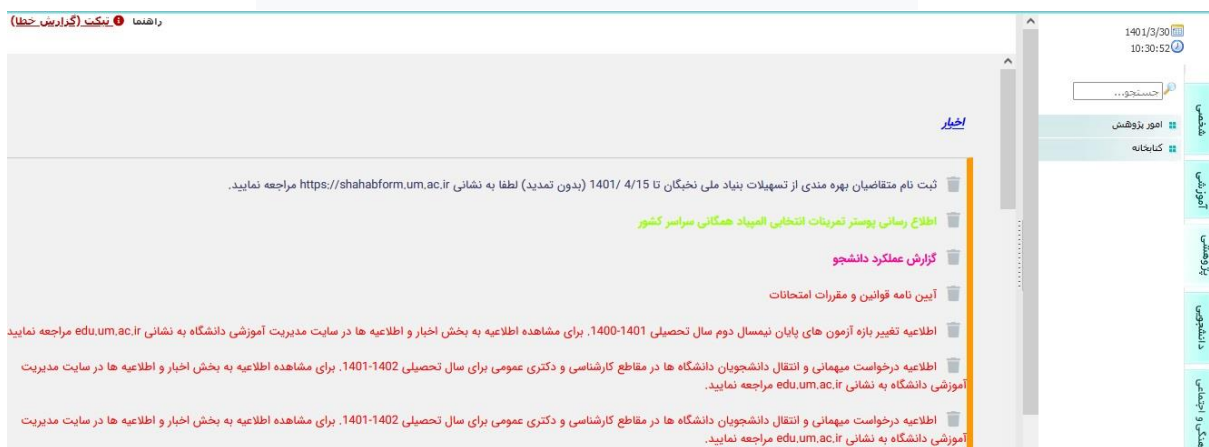 راهنما
تیکت (گزارش خطا)
1401/3/30
10:30:52
جستجو...
امور پژوهش
کتابخانه
شخصی
آموزشی
پژوهشی
دانشجویی
هنگی و اجتماعی
اخبار
ثبت نام متقاضیان بهره مندی از تسهیلات بنیاد ملی نخبگان تا 4/15 /1401 (بدون تمدید) لطفا به نشانی https://shahabform.um.ac.ir مراجعه نمایید.
اطلاع رسانی پوستر تمرینات انتخابی المپیاد همگانی سراسر کشور
گزارش عملکرد دانشجو
آیین نامه قوانین و مقررات امتحانات
اطلاعیه تغییر بازه آزمون های پایان نیمسال دوم سال تحصیلی 1401-1400. برای مشاهده اطلاعیه به بخش اخبار و اطلاعیه ها در سایت مدیریت آموزشی دانشگاه به نشانی edu.um.ac.ir مراجعه نمایید
اطلاعیه درخواست میهمانی و انتقال دانشجویان دانشگاه ها در مقاطع کارشناسی و دکتری عمومی برای سال تحصیلی 1402-1401. برای مشاهده اطلاعیه به بخش اخبار و اطلاعیه ها در سایت مدیریت
آموزشی دانشگاه به نشانی edu.um.ac.ir مراجعه نمایید.
اطلاعیه درخواست میهمانی و انتقال دانشجویان دانشگاه ها در مقاطع کارشناسی و دکتری عمومی برای سال تحصیلی 1402-1401. برای مشاهده اطلاعیه به بخش اخبار و اطلاعیه ها در سایت مدیریت
آموزشی دانشگاه به نشانی edu.um.ac.ir مراجعه نمایید.